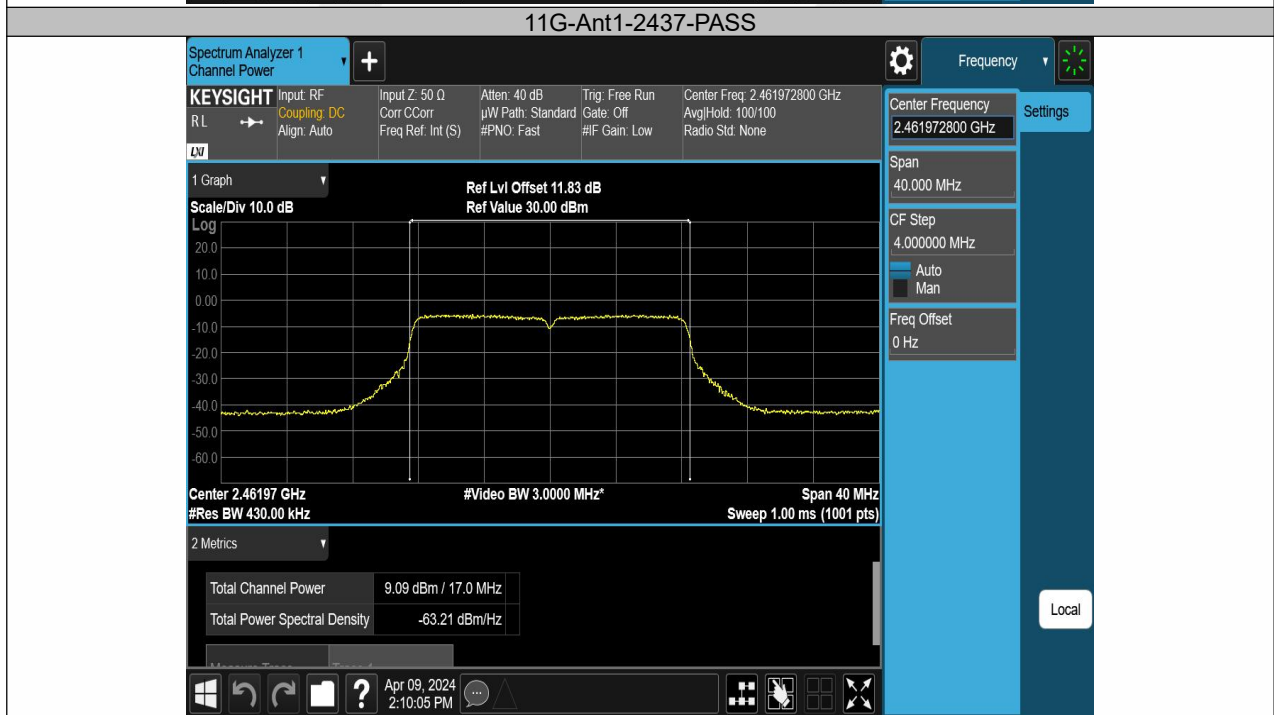 11G-Ant1-2437-PASS
Spectrum Analyzer 1
Channel Power
+
Frequency
KEYSIGHT
R L
LXI
Input: RF
Coupling: DC
Align: Auto
Input Z: 50 Ω
Corr CCorr
Freq Ref: Int (S)
Atten: 40 dB
µW Path: Standard
#PNO: Fast
Trig: Free Run
Gate: Off
#IF Gain: Low
Center Freq: 2.461972800 GHz
Avg|Hold: 100/100
Radio Std: None
Center Frequency
2.461972800 GHz
Settings
Span
40.000 MHz
CF Step
4.000000 MHz
Auto
Man
Freq Offset
0 Hz
1 Graph
Scale/Div 10.0 dB
Ref Lvl Offset 11.83 dB
Ref Value 30.00 dBm
Log
20.0
10.0
0.00
-10.0
-20.0
-30.0
-40.0
-50.0
-60.0
Center 2.46197 GHz
#Video BW 3.0000 MHz*
Span 40 MHz
#Res BW 430.00 kHz
Sweep 1.00 ms (1001 pts)
2 Metrics
Total Channel Power 9.09 dBm / 17.0 MHz
Total Power Spectral Density -63.21 dBm/Hz
Local
?
Apr 09, 2024
2:10:05 PM